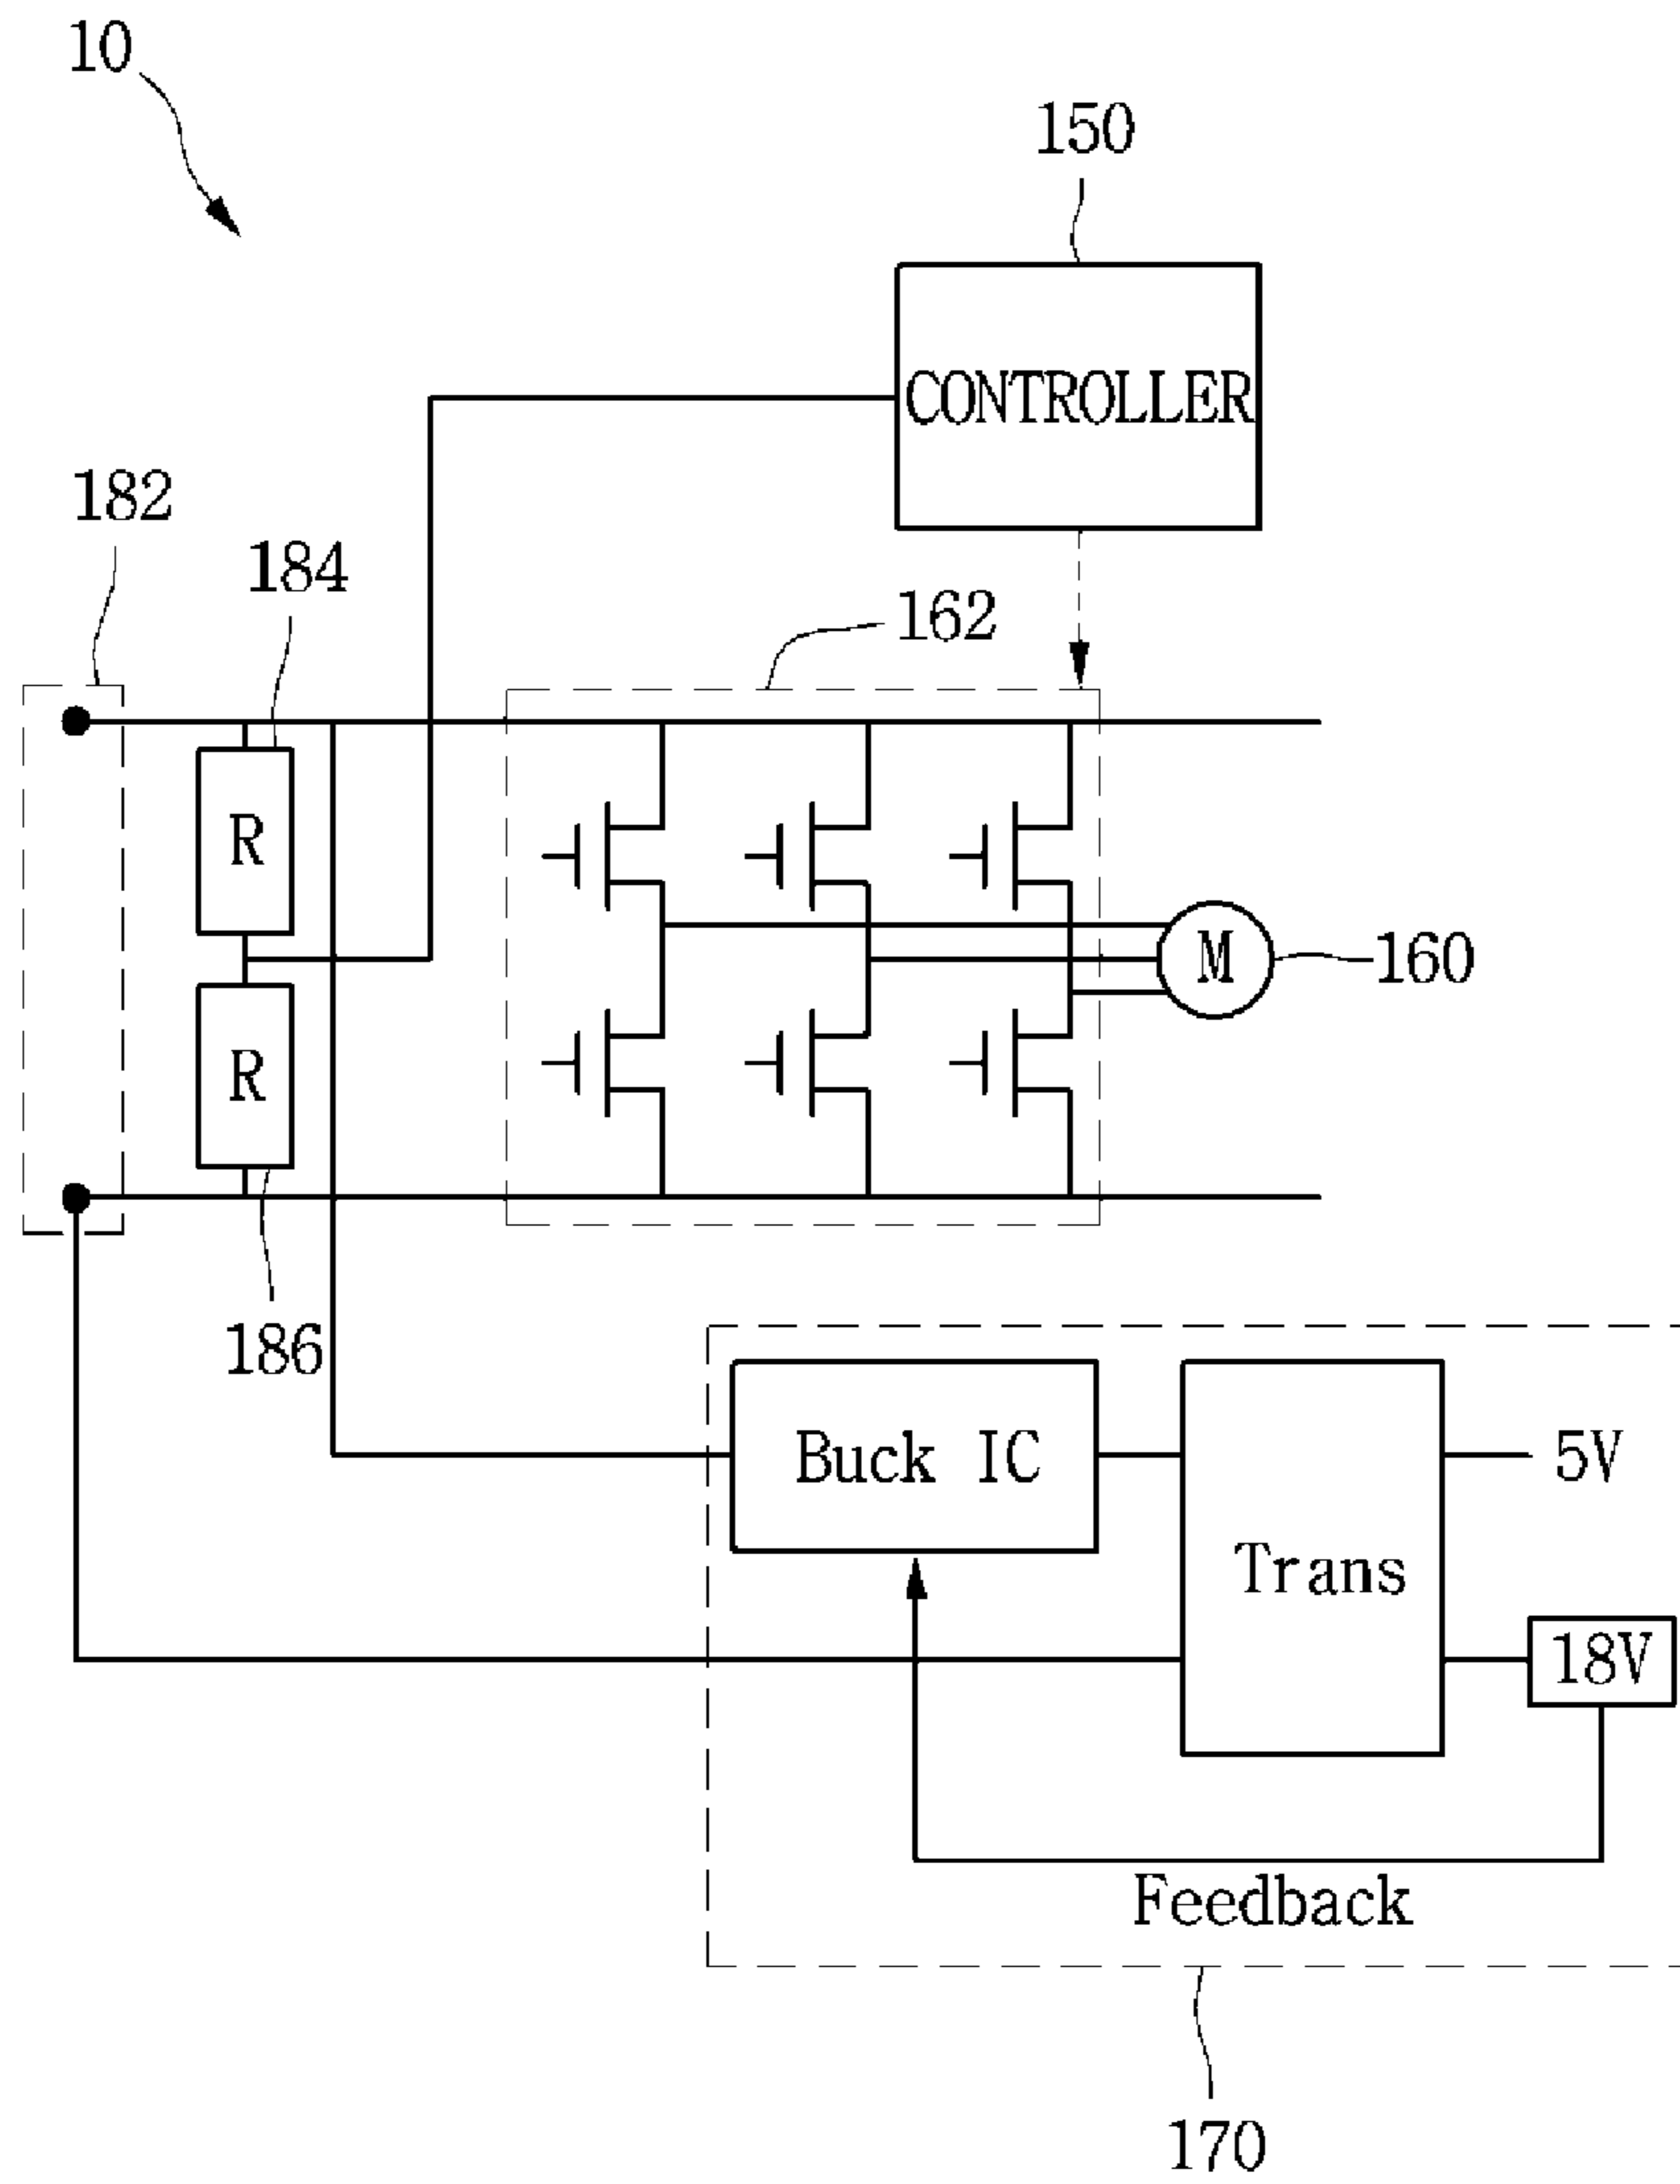 10
150
CONTROLLER
182
184
162
R
M
160
R
186
Buck IC
5V
Trans
18V
Feedback
170